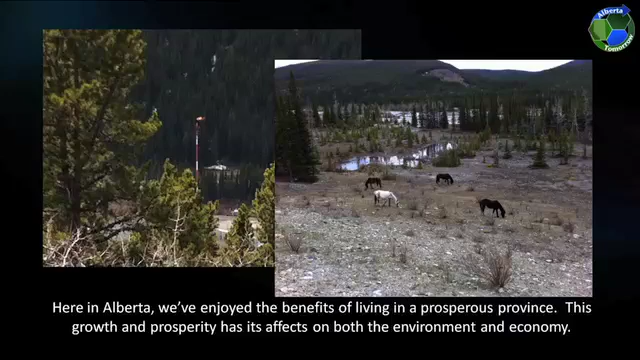 Alberta
Tomorrow
Here in Alberta, we've enjoyed the benefits of living in a prosperous province.  This
growth and prosperity has its affects on both the environment and economy.